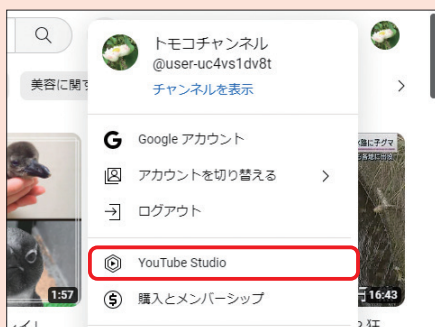 トモコチャンネル
@user-uc4vs1dv8t
チャンネルを表示
美容に関す
Google アカウント
アカウントを切り替える
ログアウト
YouTube Studio
購入とメンバーシップ
1:57
16:43